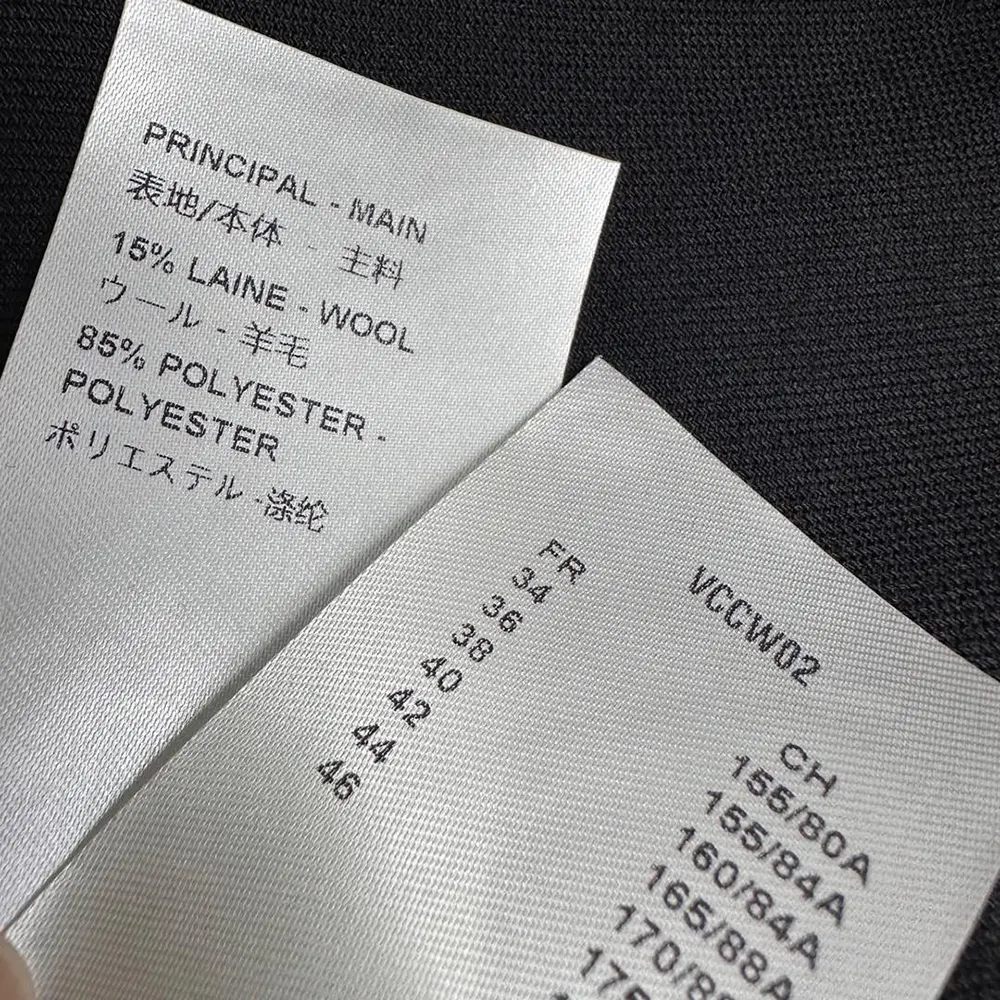 PRINCIPAL - MAIN
表地/本体 - 主料
15% LAINE - WOOL
ウール - 羊毛
85% POLYESTER -
POLYESTER
ポリエステル -涤纶
VCCW02
FR
34
36
38
40
42
44
46
CH
155/80A
155/84A
160/84A
165/88A